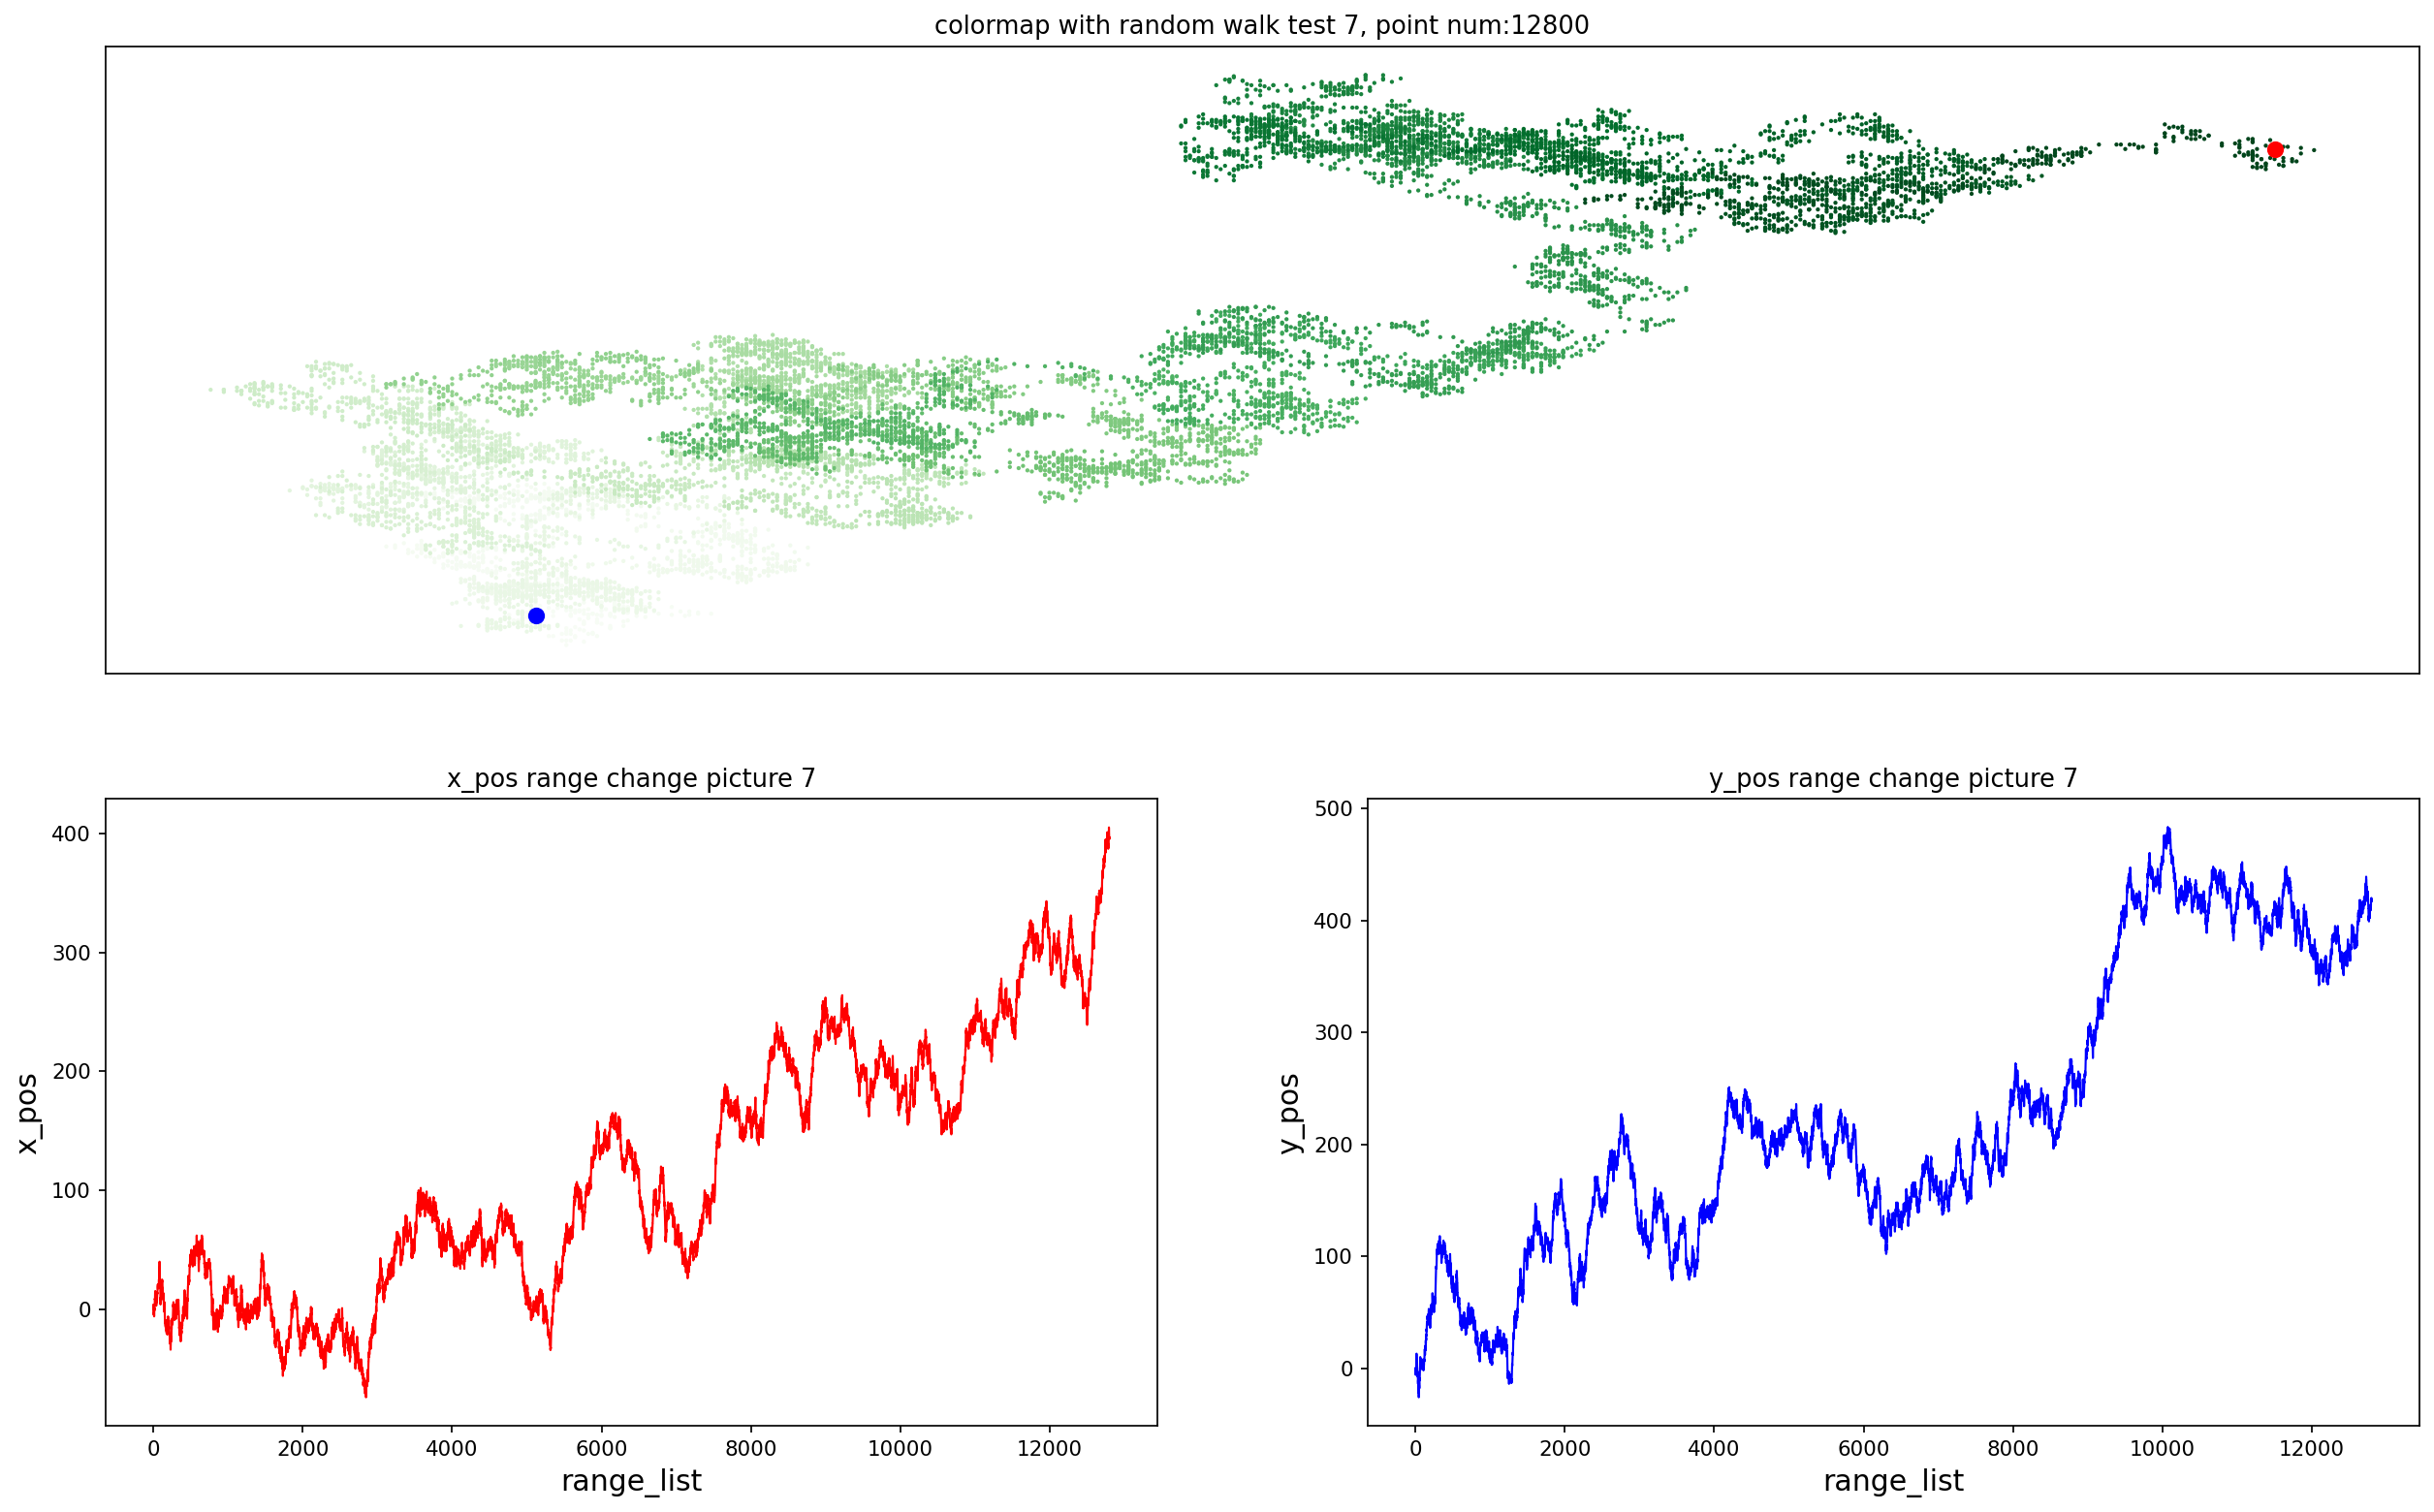 colormap with random walk test 7, point num:12800
x_pos range change picture 7
400
300
200
100
0
x_pos
0 2000 4000 6000 8000 10000 12000
range_list
y_pos range change picture 7
500
400
300
200
100
0
y_pos
0 2000 4000 6000 8000 10000 12000
range_list